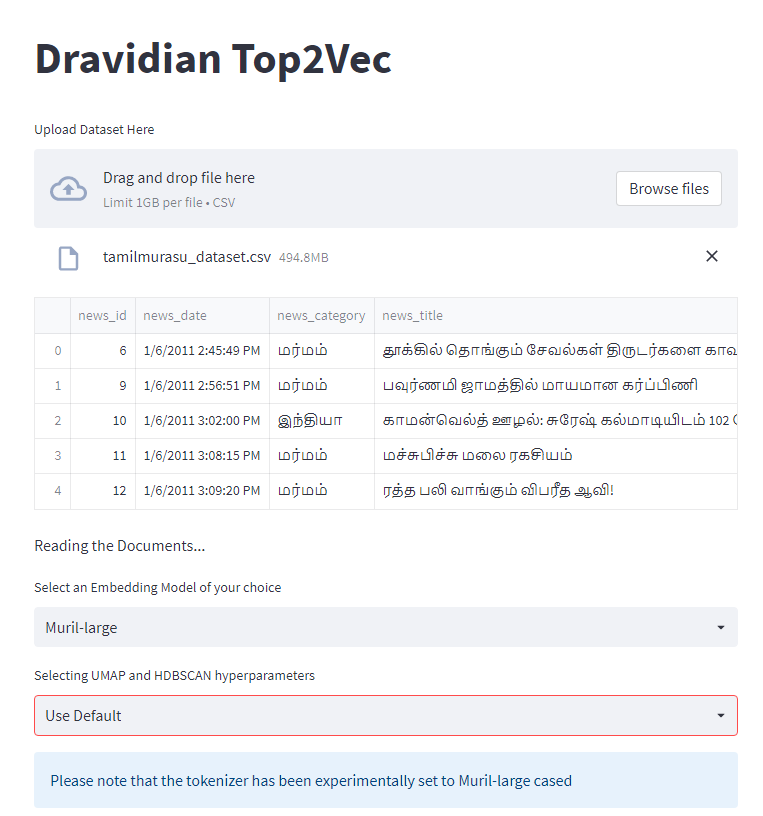 Dravidian Top2Vec
Upload Dataset Here
Drag and drop file here
Limit 1GB per file • CSV
Browse files
tamilmurasu_dataset.csv 494.8MB
news_id news_date news_category news_title
0 6 1/6/2011 2:45:49 PM மர்மம் தூக்கில் தொங்கும் சேவல்கள் திருடர்களை
1 9 1/6/2011 2:56:51 PM மர்மம் பவுர்ணமி ஜாமத்தில் மாயமான கர்ப்பிணி
2 10 1/6/2011 3:02:00 PM இந்தியா காமன்வெல்த் ஊழல்: சுரேஷ் கல்மாடியிடம் 102
3 11 1/6/2011 3:08:15 PM மர்மம் மச்சுபிச்சு மலை ரகசியம்
4 12 1/6/2011 3:09:20 PM மர்மம் ரத்த பலி வாங்கும் விபரீத ஆவி!
Reading the Documents...
Select an Embedding Model of your choice
Muril-large
Selecting UMAP and HDBSCAN hyperparameters
Use Default
Please note that the tokenizer has been experimentally set to Muril-large cased